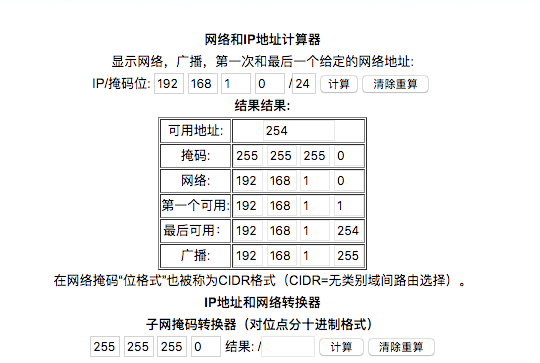 网络和IP地址计算器
显示网络，广播，第一次和最后一个给定的网络地址:
IP/掩码位: 192 168 1 0 /24 计算 清除重算
结果结果:
可用地址: 254
掩码: 255 255 255 0
网络: 192 168 1 0
第一个可用: 192 168 1 1
最后可用： 192 168 1 254
广播: 192 168 1 255
在网络掩码“位格式”也被称为CIDR格式（CIDR=无类别域间路由选择）。
IP地址和网络转换器
子网掩码转换器（对位点分十进制格式）
255 255 255 0 结果: / 计算 清除重算